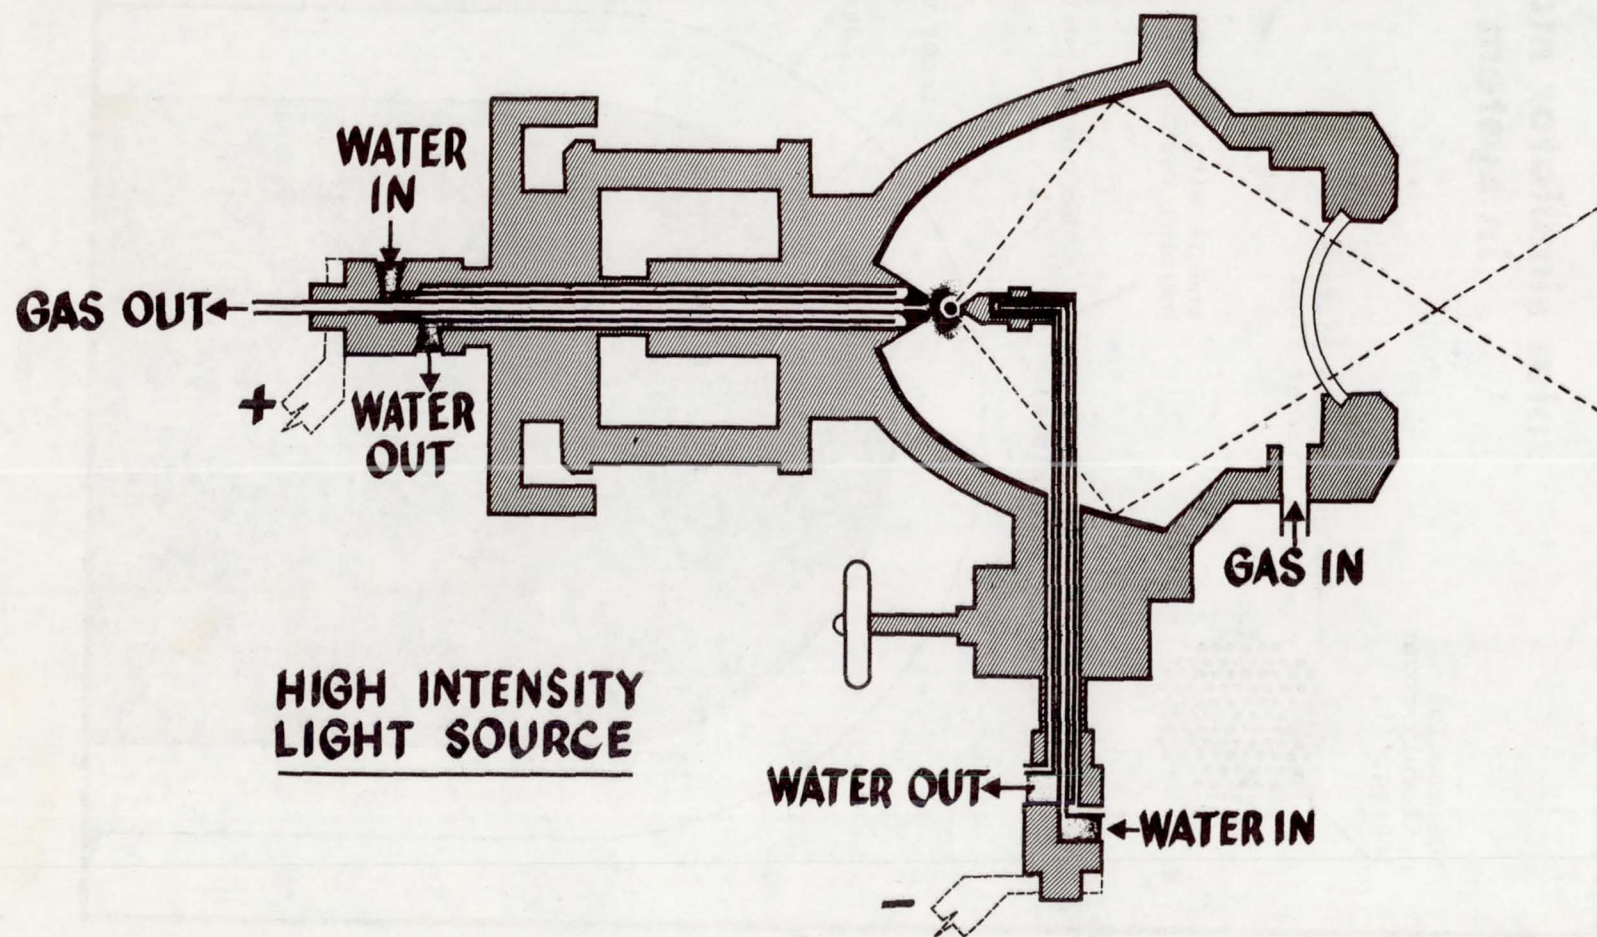 WATER
IN
GAS OUT
+
WATER
OUT
GAS IN
HIGH INTENSITY
LIGHT SOURCE
WATER OUT
WATER IN
-